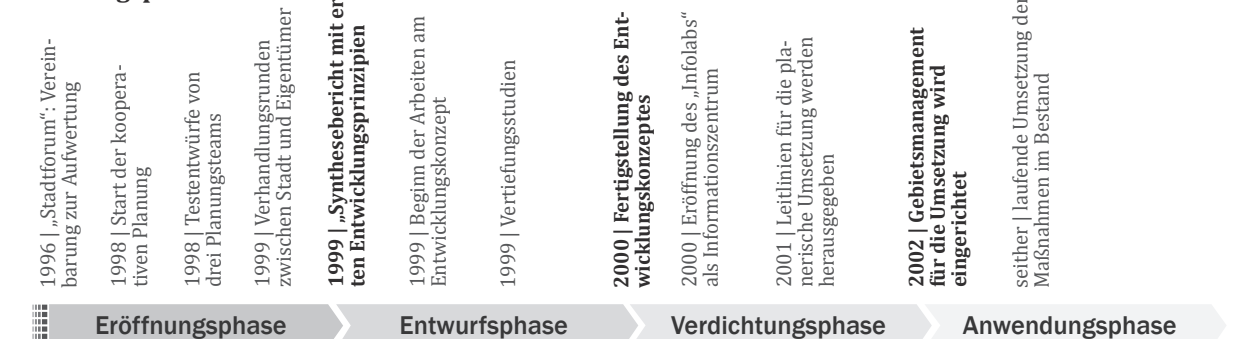 1996 | „Stadtforum“: Verein-
barung zur Aufwertung
1998 | Start der koopera-
tiven Planung
1998 | Testentwürfe von
drei Planungsteams
1999 | Verhandlungsrunden
zwischen Stadt und Eigentümer
1999 | „Synthesebericht mit er
ten Entwicklungsprinzipien
1999 | Beginn der Arbeiten am
Entwicklungskonzept
1999 | Vertiefungsstudien
2000 | Fertigstellung des Ent-
wicklungskonzeptes
2000 | Eröffnung des „Infolabs“
als Informationszentrum
2001 | Leitlinien für die pla-
nerische Umsetzung werden
herausgegeben
2002 | Gebietsmanagement
für die Umsetzung wird
eingerichtet
seither | laufende Umsetzung der
Maßnahmen im Bestand
Eröffnungsphase
Entwurfsphase
Verdichtungsphase
Anwendungsphase